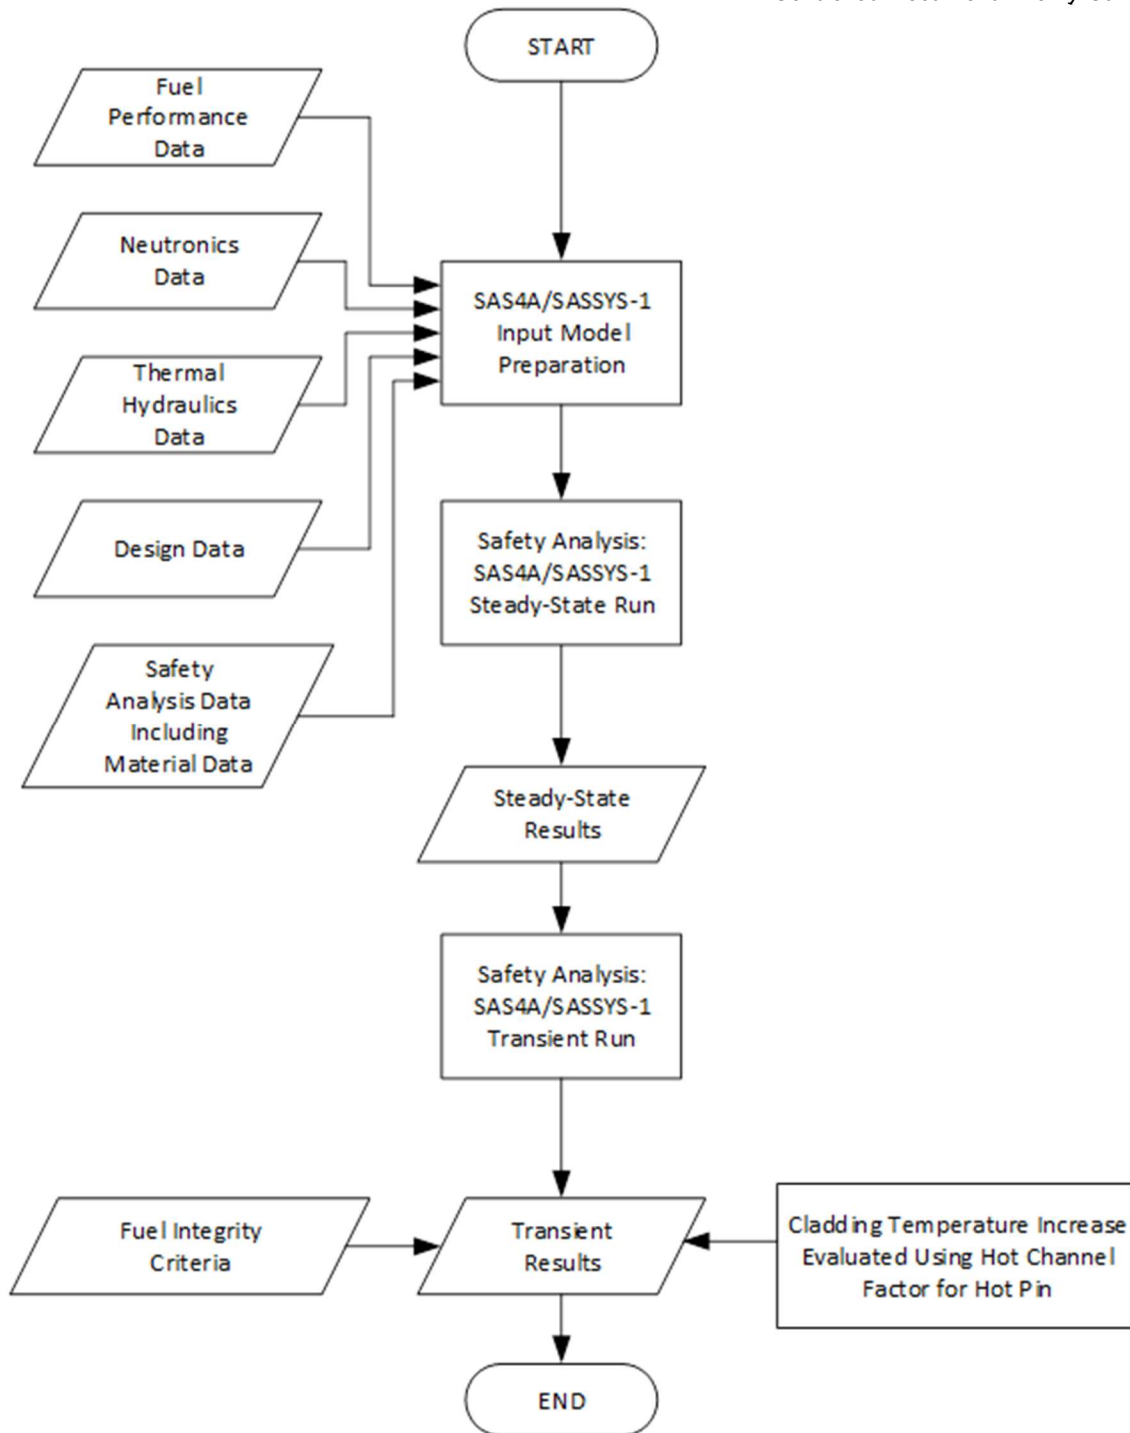 START
Fuel
Performance
Data
Neutronics
Data
SAS4A/SASSYS-1
Input Model
Preparation
Thermal
Hydraulics
Data
Design Data
Safety Analysis:
SAS4A/SASSYS-1
Steady-State Run
Safety
Analysis Data
Including
Material Data
Steady-State
Results
Safety Analysis:
SAS4A/SASSYS-1
Transient Run
Fuel Integrity
Criteria
Transient
Results
Cladding Temperature Increase
Evaluated Using Hot Channel
Factor for Hot Pin
END